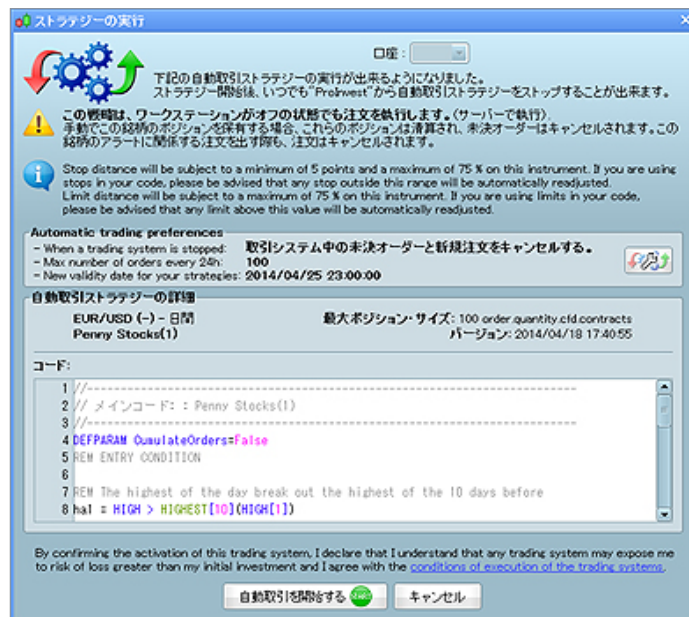 ストラテジーの実行
口座 :
下記の自動取引ストラテジーの実行が出来るようになりました。
ストラテジー開始後、いつでも"ProInvest"から自動取引ストラテジーをストップすることが出来ます。
この戦略は、ワークステーションがオフの状態でも注文を執行します。(サーバーで執行).
手動でこの銘柄のポジションを保有する場合、これらのポジションは清算され、未決オーダーはキャンセルされます。この
銘柄のアラートに関係する注文を出す際も、注文はキャンセルされます。
Stop distance will be subject to a minimum of 5 points and a maximum of 75 % on this instrument. If you are using
stops in your code, please be advised that any stop outside this range will be automatically readjusted.
Limit distance will be subject to a maximum of 75 % on this instrument. If you are using limits in your code,
please be advised that any limit above this value will be automatically readjusted.
Automatic trading preferences
- When a trading system is stopped: 取引システム中の未決オーダーと新規注文をキャンセルする。
- Max number of orders every 24h: 100
- New validity date for your strategies: 2014/04/25 23:00:00
自動取引ストラテジーの詳細
EUR/USD (-) - 日間 最大ポジション・サイズ: 100 order.quantity.cfd.contracts
Penny Stocks(1) バージョン: 2014/04/18 17:40:55
コード:
1 //----------------------------------------------------------------------
2 // メインコード: : Penny Stocks(1)
3 //----------------------------------------------------------------------
4 DEFPARAM CumulateOrders=False
5 REM ENTRY CONDITION
6
7 REM The highest of the day break out the highest of the 10 days before
8 ha1 = HIGH > HIGHEST[10](HIGH[1])
By confirming the activation of this trading system, I declare that I understand that any trading system may expose me
to risk of loss greater than my initial investment and I agree with the conditions of execution of the trading systems.
自動取引を開始する START キャンセル